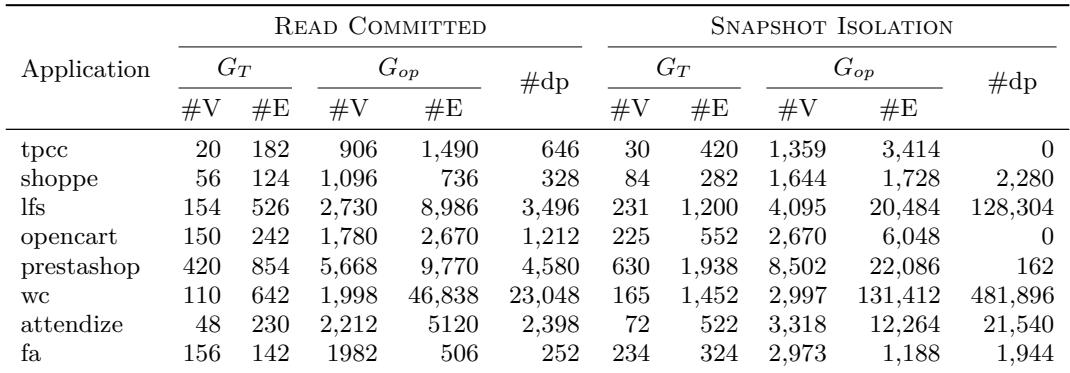 READ COMMITTED SNAPSHOT ISOLATION
Application G_T G_op #dp G_T G_op #dp
#V #E #V #E #V #E #V #E
tpcc 20 182 906 1,490 646 30 420 1,359 3,414 0
shoppe 56 124 1,096 736 328 84 282 1,644 1,728 2,280
lfs 154 526 2,730 8,986 3,496 231 1,200 4,095 20,484 128,304
opencart 150 242 1,780 2,670 1,212 225 552 2,670 6,048 0
prestashop 420 854 5,668 9,770 4,580 630 1,938 8,502 22,086 162
wc 110 642 1,998 46,838 23,048 165 1,452 2,997 131,412 481,896
attendize 48 230 2,212 5120 2,398 72 522 3,318 12,264 21,540
fa 156 142 1982 506 252 234 324 2,973 1,188 1,944